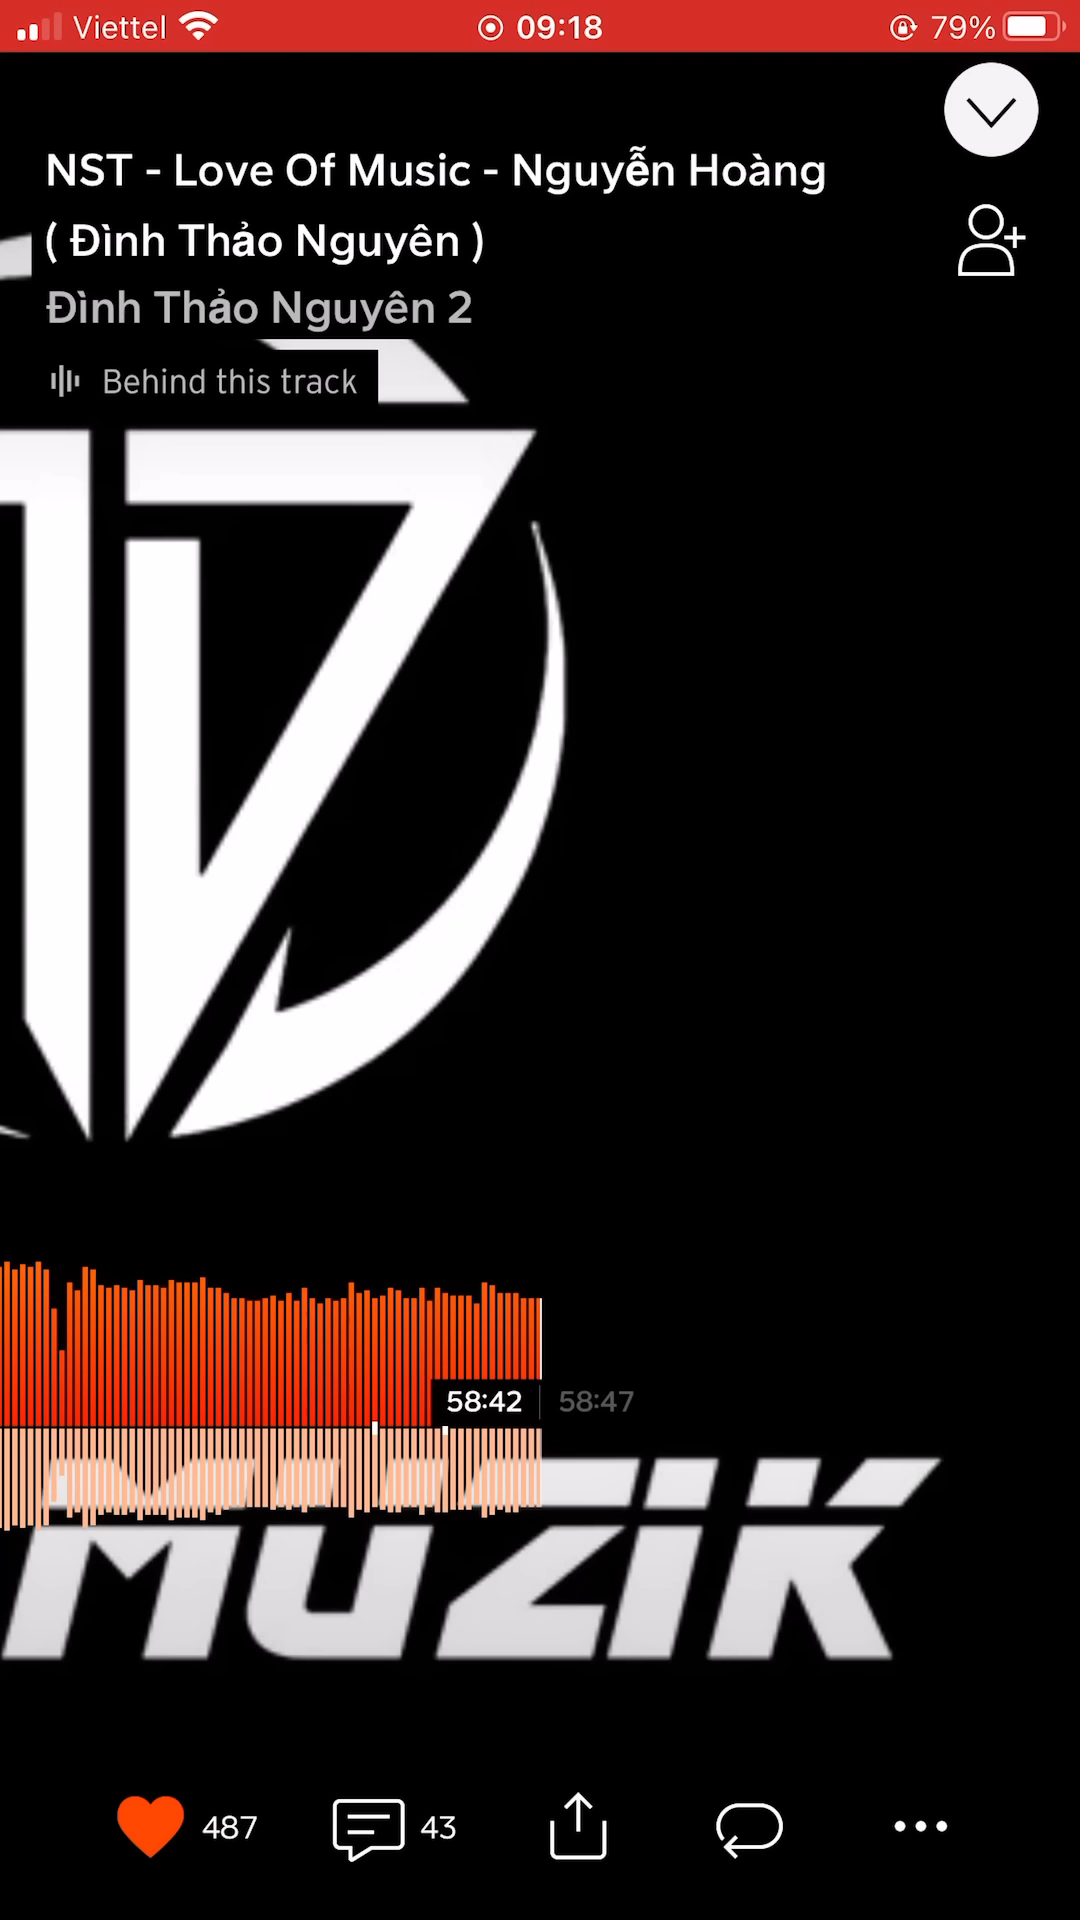 Viettel 09:18 79%
NST - Love Of Music - Nguyễn Hoàng
( Đình Thảo Nguyên )
Đình Thảo Nguyên 2
Behind this track
58:42 58:47
MUZIK
487 43